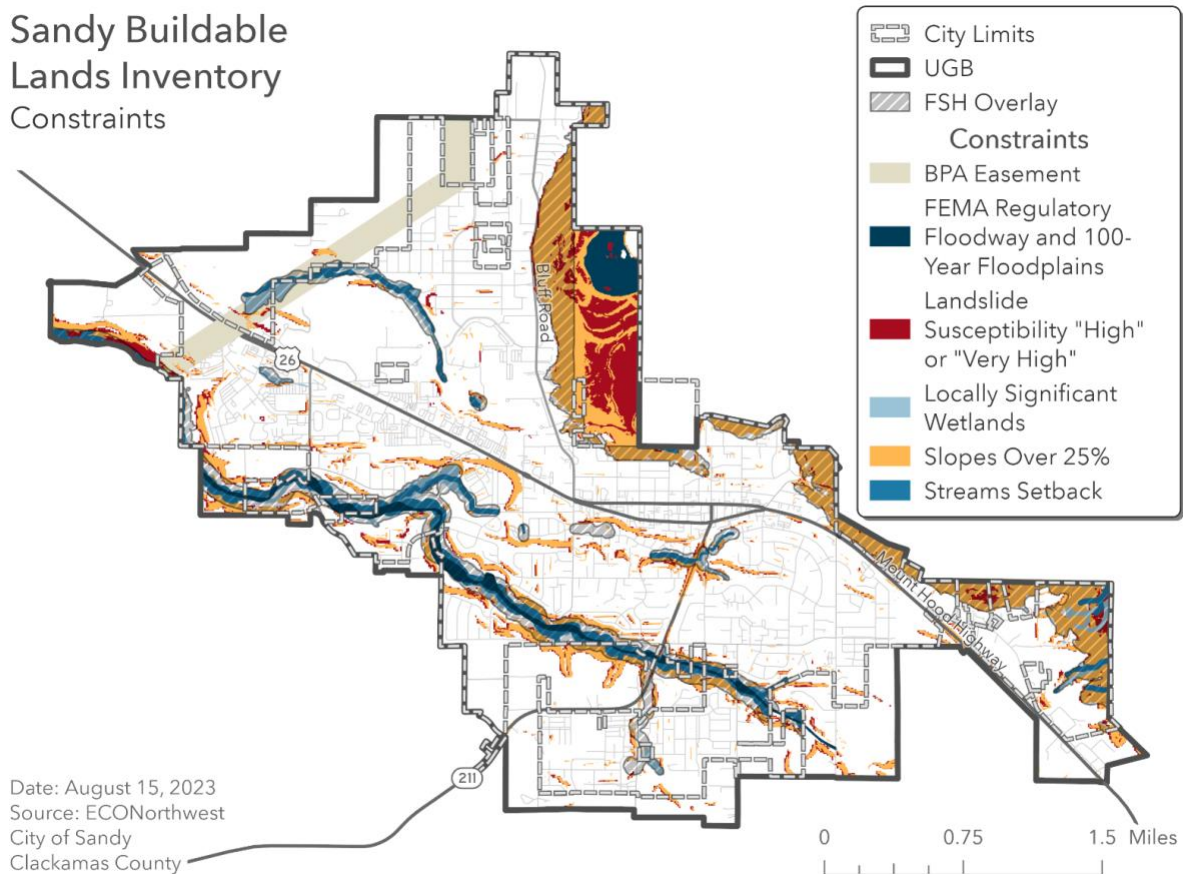 Sandy Buildable
Lands Inventory
Constraints
City Limits
UGB
FSH Overlay
Constraints
BPA Easement
FEMA Regulatory
Floodway and 100-
Year Floodplains
Landslide
Susceptibility "High"
or "Very High"
Locally Significant
Wetlands
Slopes Over 25%
Streams Setback
Bluff Road
26
Mount Hood Highway
211
Date: August 15, 2023
Source: ECONorthwest
City of Sandy
Clackamas County
0 0.75 1.5 Miles